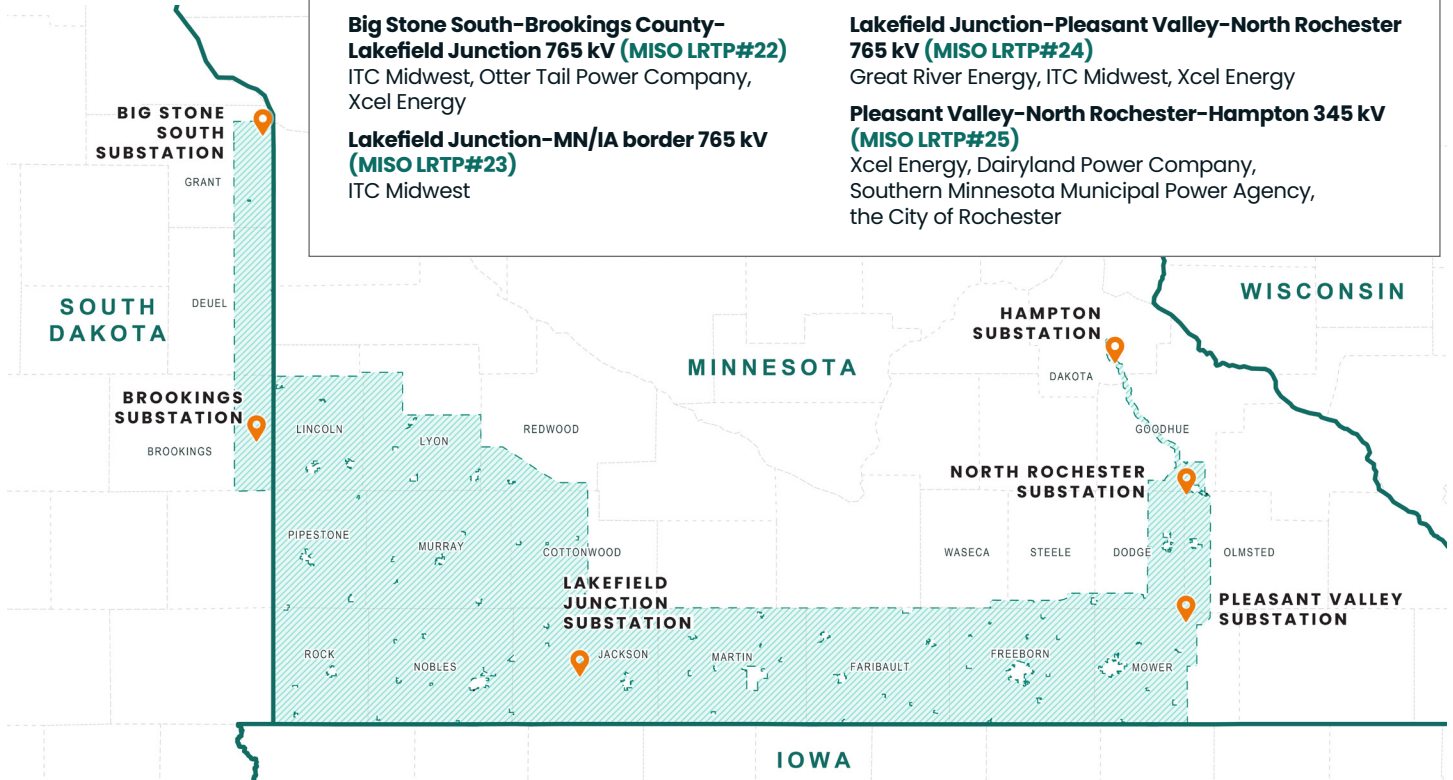 Big Stone South–Brookings County–
Lakefield Junction 765 kV (MISO LRTP#22)
ITC Midwest, Otter Tail Power Company,
Xcel Energy
Lakefield Junction–MN/IA border 765 kV
(MISO LRTP#23)
ITC Midwest
Lakefield Junction–Pleasant Valley–North Rochester
765 kV (MISO LRTP#24)
Great River Energy, ITC Midwest, Xcel Energy
Pleasant Valley–North Rochester–Hampton 345 kV
(MISO LRTP#25)
Xcel Energy, Dairyland Power Company,
Southern Minnesota Municipal Power Agency,
the City of Rochester
BIG STONE
SOUTH
SUBSTATION
GRANT
SOUTH
DAKOTA
DEUEL
WISCONSIN
HAMPTON
SUBSTATION
MINNESOTA
DAKOTA
BROOKINGS
SUBSTATION
BROOKINGS
LINCOLN
LYON
REDWOOD
GOODHUE
NORTH ROCHESTER
SUBSTATION
PIPESTONE
MURRAY
COTTONWOOD
WASECA
STEELE
DODGE
OLMSTED
LAKEFIELD
JUNCTION
SUBSTATION
PLEASANT VALLEY
SUBSTATION
ROCK
NOBLES
JACKSON
MARTIN
FARIBAULT
FREEBORN
MOWER
IOWA